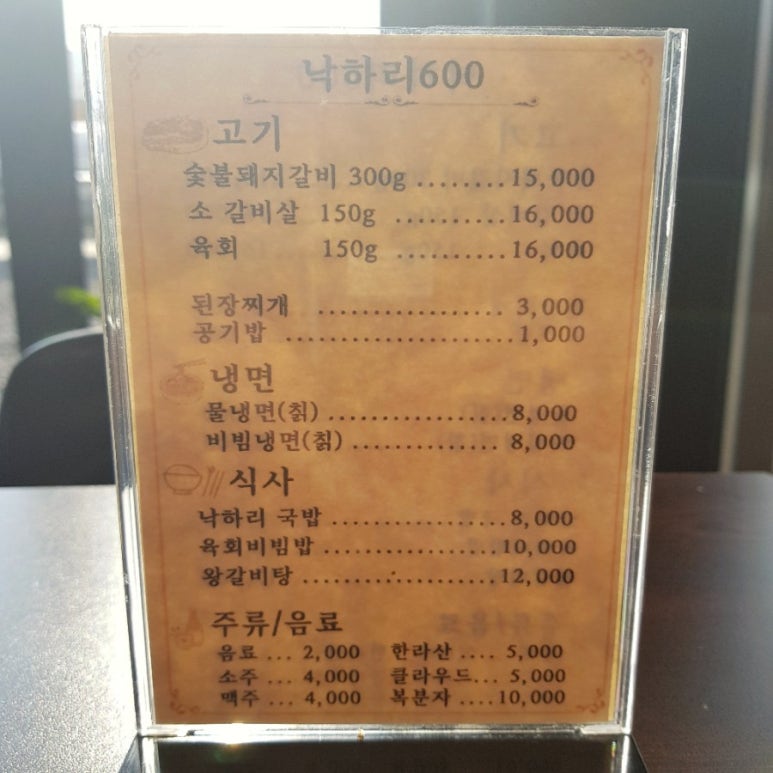 낙하리600
고기
숯불돼지갈비 300g ........15,000
소 갈비살 150g ..........16,000
육회 150g ..........16,000
된장찌개 ................. 3,000
공기밥 .....................1,000
냉면
물냉면(칡) .................8,000
비빔냉면(칡) .............. 8,000
식사
낙하리 국밥 .................8,000
육회비빔밥 .................10,000
왕갈비탕 ...................12,000
주류/음료
음료 ... 2,000 한라산 .... 5,000
소주 ... 4,000 클라우드... 5,000
맥주 ... 4,000 복분자 ....10,000